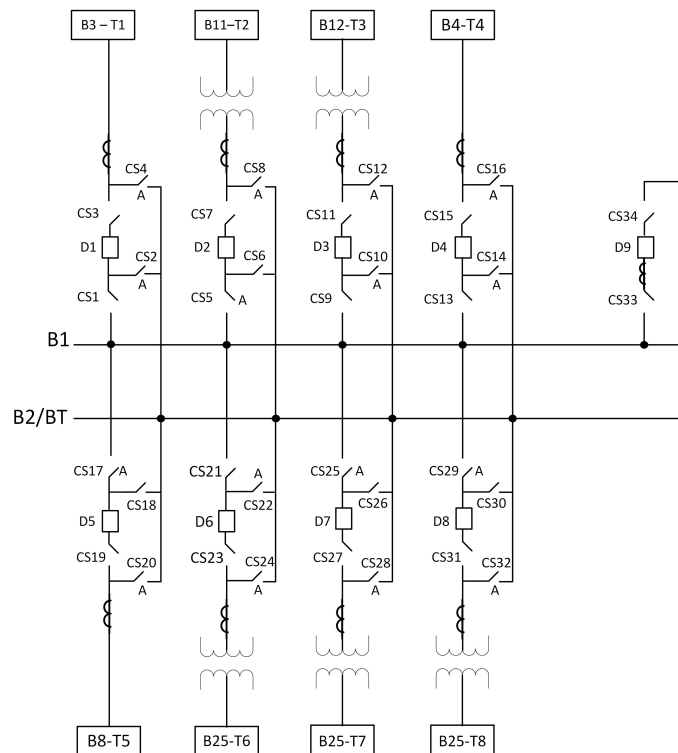 B3 – T1 B11–T2 B12-T3 B4-T4
CS4 CS8 CS12 CS16
A A A A
CS3 CS7 CS11 CS15 CS34
D1 CS2 D2 CS6 D3 CS10 D4 CS14 D9
A A A
CS1 CS5 A CS9 CS13 CS33
B1
B2/BT
CS17 A CS21 A CS25 A CS29 A
CS18 CS22 CS26 CS30
D5 D6 D7 D8
CS19 CS20 CS23 CS24 CS27 CS28 CS31 CS32
A A A A
B8-T5 B25-T6 B25-T7 B25-T8